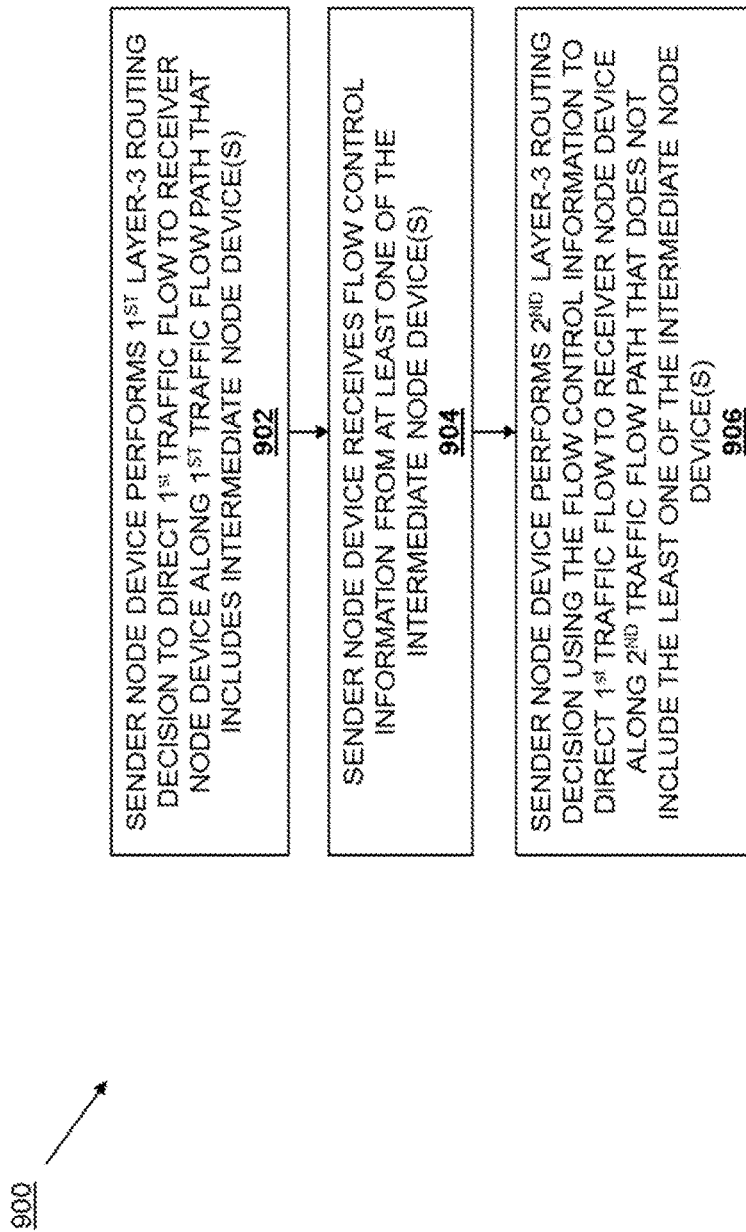 900
SENDER NODE DEVICE PERFORMS 1ST LAYER-3 ROUTING
DECISION TO DIRECT 1st TRAFFIC FLOW TO RECEIVER
NODE DEVICE ALONG 1ST TRAFFIC FLOW PATH THAT
INCLUDES INTERMEDIATE NODE DEVICE(S)
902
SENDER NODE DEVICE RECEIVES FLOW CONTROL
INFORMATION FROM AT LEAST ONE OF THE
INTERMEDIATE NODE DEVICE(S)
904
SENDER NODE DEVICE PERFORMS 2ND LAYER-3 ROUTING
DECISION USING THE FLOW CONTROL INFORMATION TO
DIRECT 1st TRAFFIC FLOW TO RECEIVER NODE DEVICE
ALONG 2ND TRAFFIC FLOW PATH THAT DOES NOT
INCLUDE THE LEAST ONE OF THE INTERMEDIATE NODE
DEVICE(S)
906